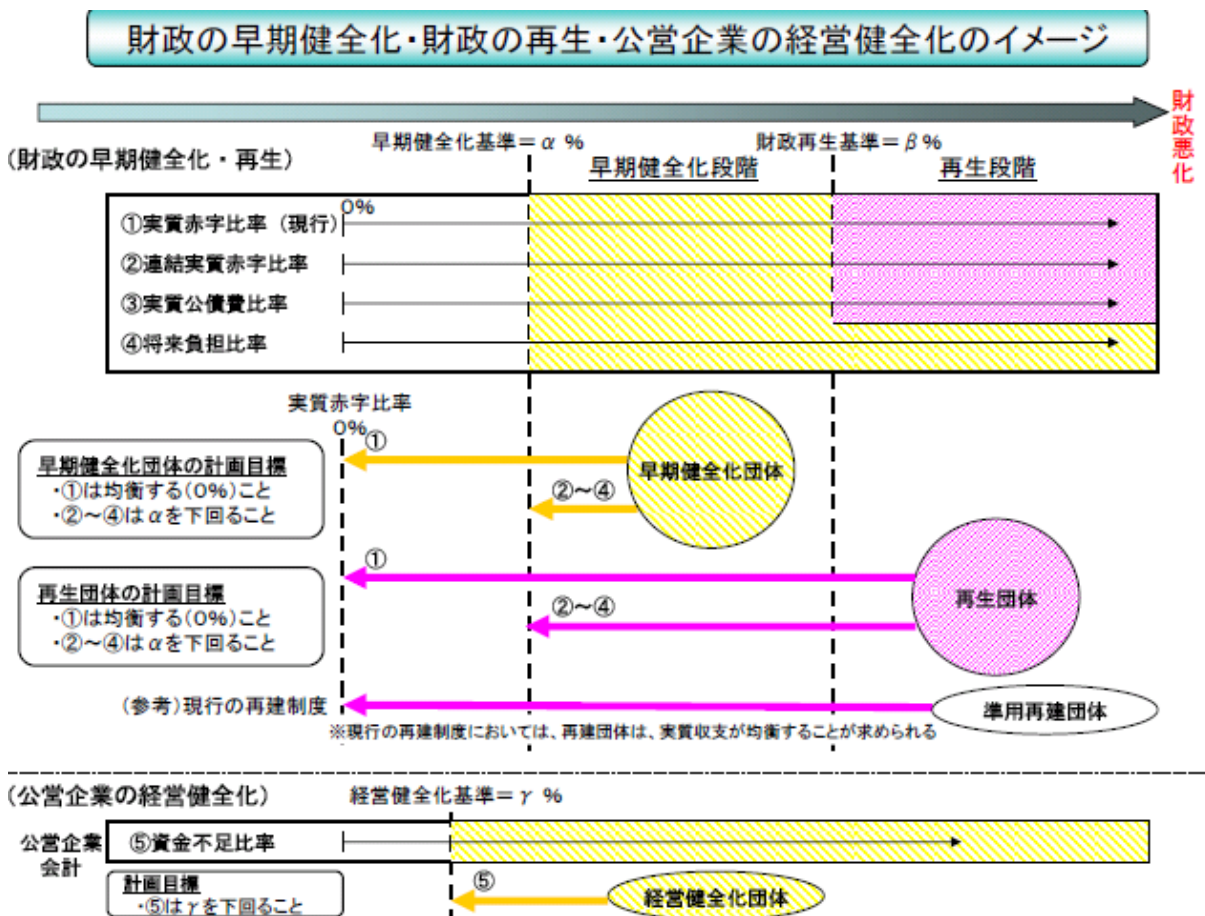 財政の早期健全化・財政の再生・公営企業の経営健全化のイメージ
財政悪化
(財政の早期健全化・再生)
早期健全化基準=α %
財政再生基準=β%
早期健全化段階
再生段階
0%
①実質赤字比率(現行)
②連結実質赤字比率
③実質公債費比率
④将来負担比率
実質赤字比率
0%
①
早期健全化団体の計画目標
・①は均衡する(0%)こと
・②~④はαを下回ること
②~④
早期健全化団体
①
再生団体の計画目標
・①は均衡する(0%)こと
・②~④はαを下回ること
②~④
再生団体
(参考)現行の再建制度
準用再建団体
※現行の再建制度においては、再建団体は、実質収支が均衡することが求められる
(公営企業の経営健全化)
経営健全化基準=γ %
公営企業
会計
⑤資金不足比率
計画目標
・⑤はγを下回ること
⑤
経営健全化団体